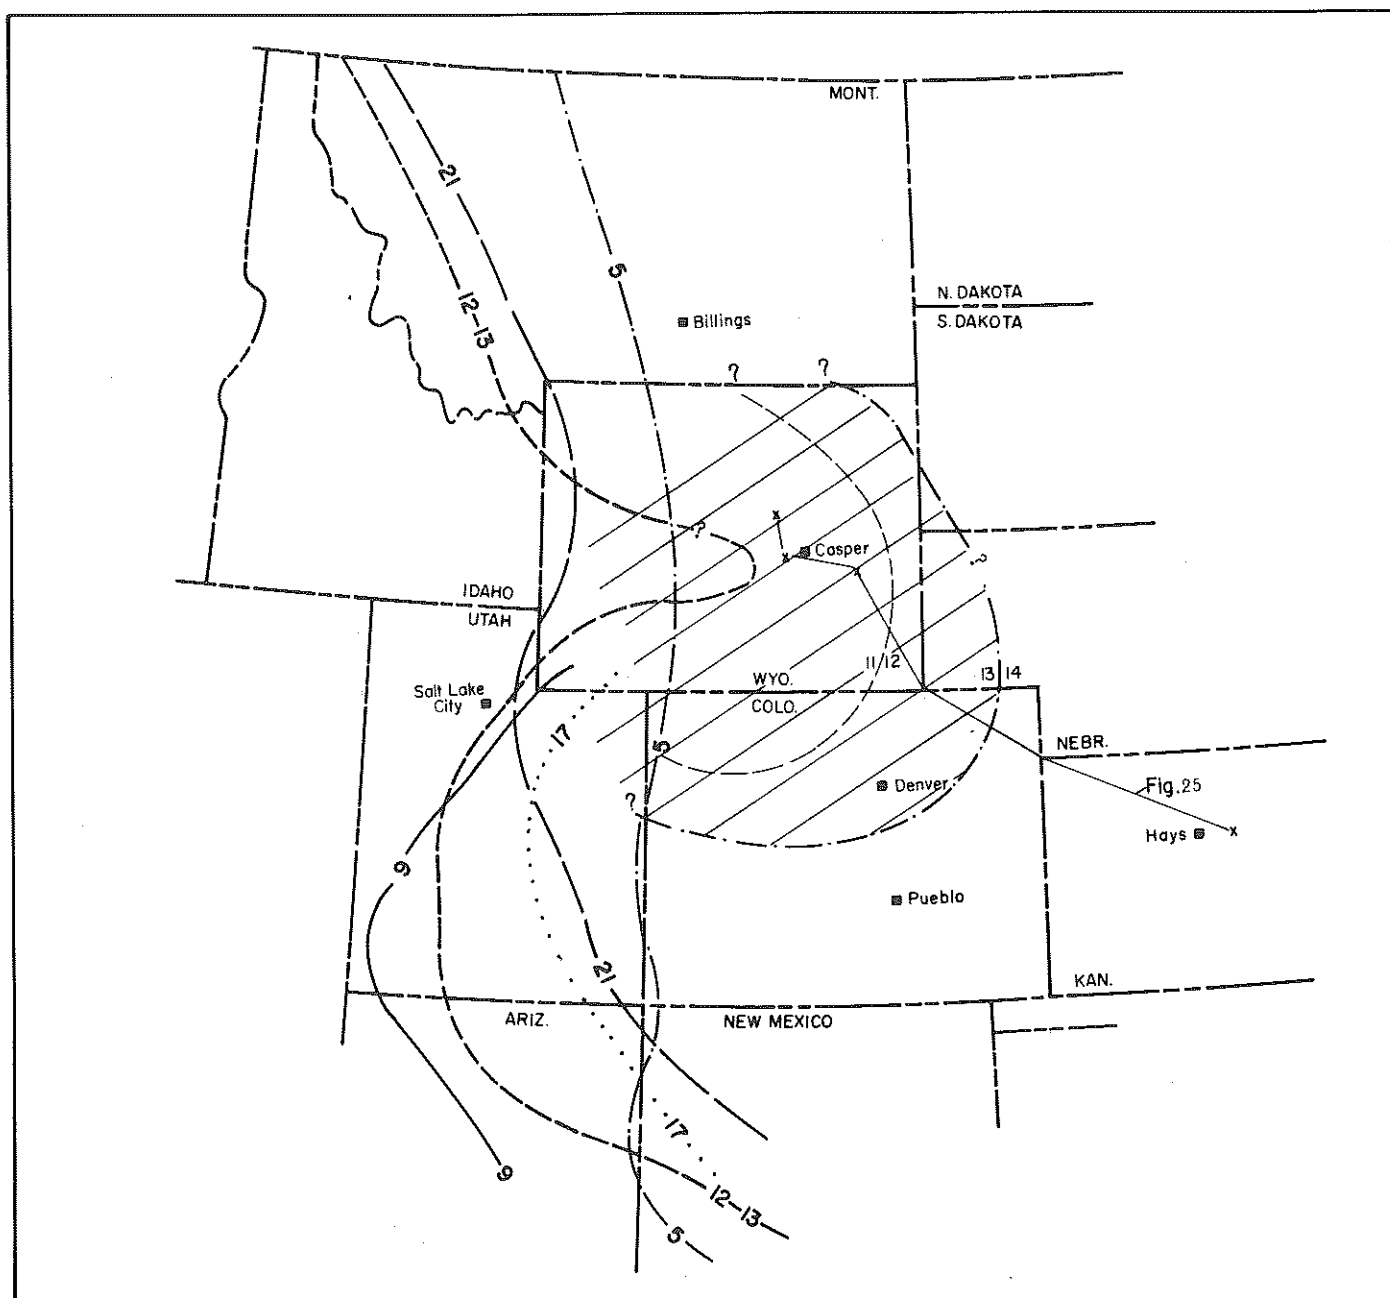 MONT.
21
5
N. DAKOTA
S. DAKOTA
12-13
Billings
?
?
?
Casper
?
IDAHO
UTAH
11/12
13
14
WYO.
COLO.
Salt Lake
City
17
5
NEBR.
Denver
Fig.25
?
Hays
9
Pueblo
21
KAN.
ARIZ.
NEW MEXICO
17
9
12-13
5